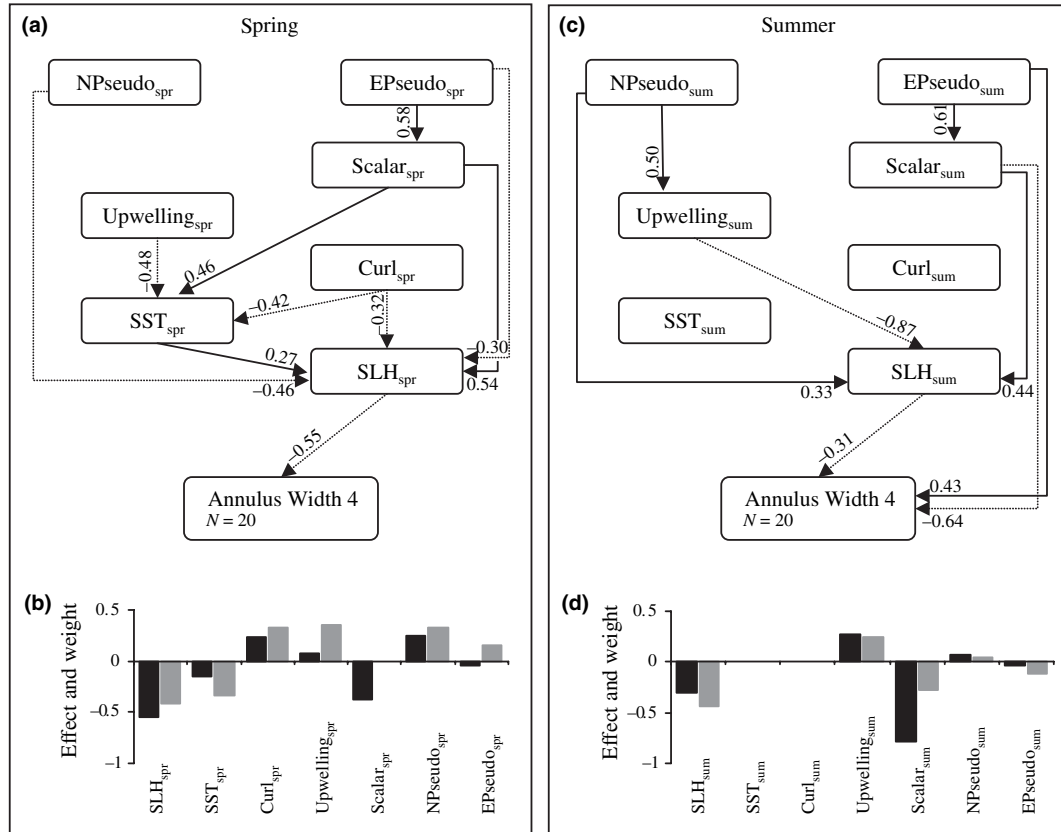 (a)
Spring
NPseudo_spr
EPseudo_spr
0.58
Scalar_spr
Upwelling_spr
−0.48
0.46
Curl_spr
−0.42
−0.32
SST_spr
0.27
−0.30
SLH_spr
−0.46
0.54
−0.55
Annulus Width 4
N = 20
(b)
Effect and weight
0.5
0
−0.5
−1
SLH_spr
SST_spr
Curl_spr
Upwelling_spr
Scalar_spr
NPseudo_spr
EPseudo_spr
(c)
Summer
NPseudo_sum
EPseudo_sum
0.61
0.50
Scalar_sum
Upwelling_sum
Curl_sum
SST_sum
−0.87
SLH_sum
0.33
0.44
−0.31
Annulus Width 4
N = 20
0.43
−0.64
(d)
Effect and weight
0.5
0
−0.5
−1
SLH_sum
SST_sum
Curl_sum
Upwelling_sum
Scalar_sum
NPseudo_sum
EPseudo_sum